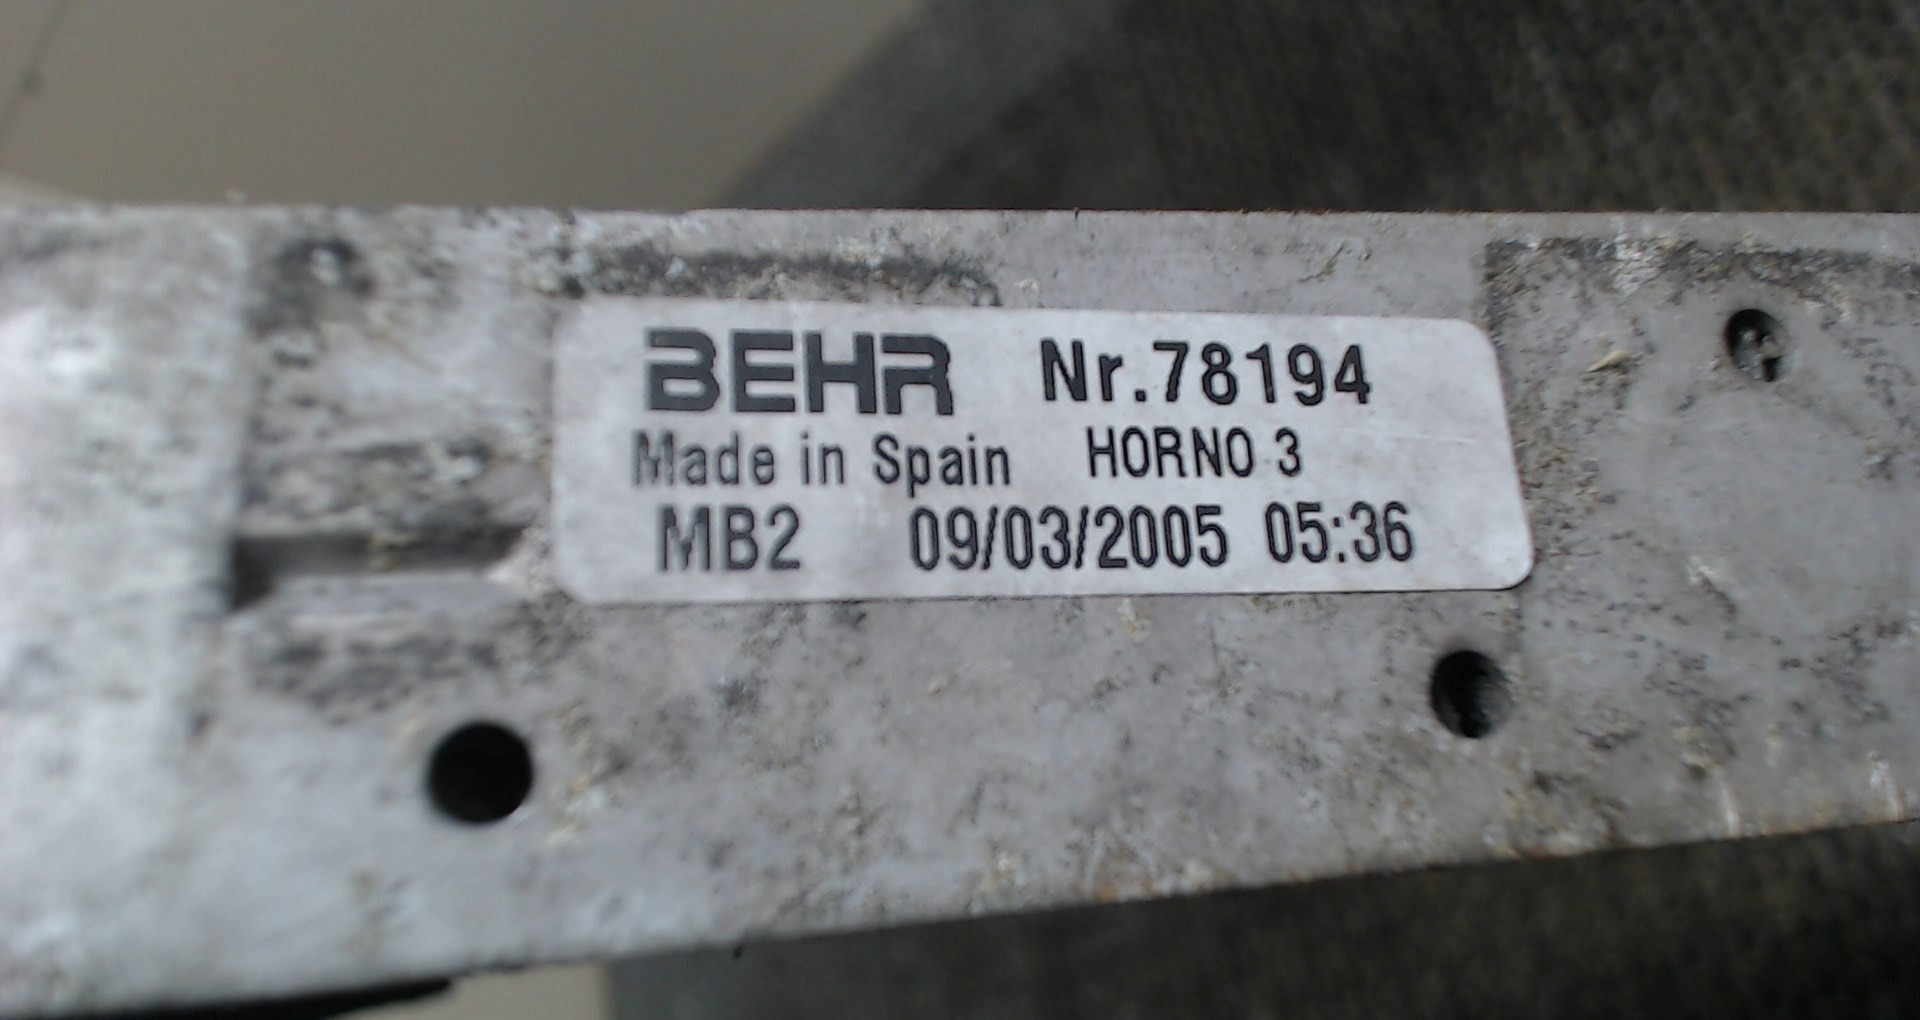 BEHR Nr.78194
Made in Spain HORNO 3
MB2 09/03/2005 05:36